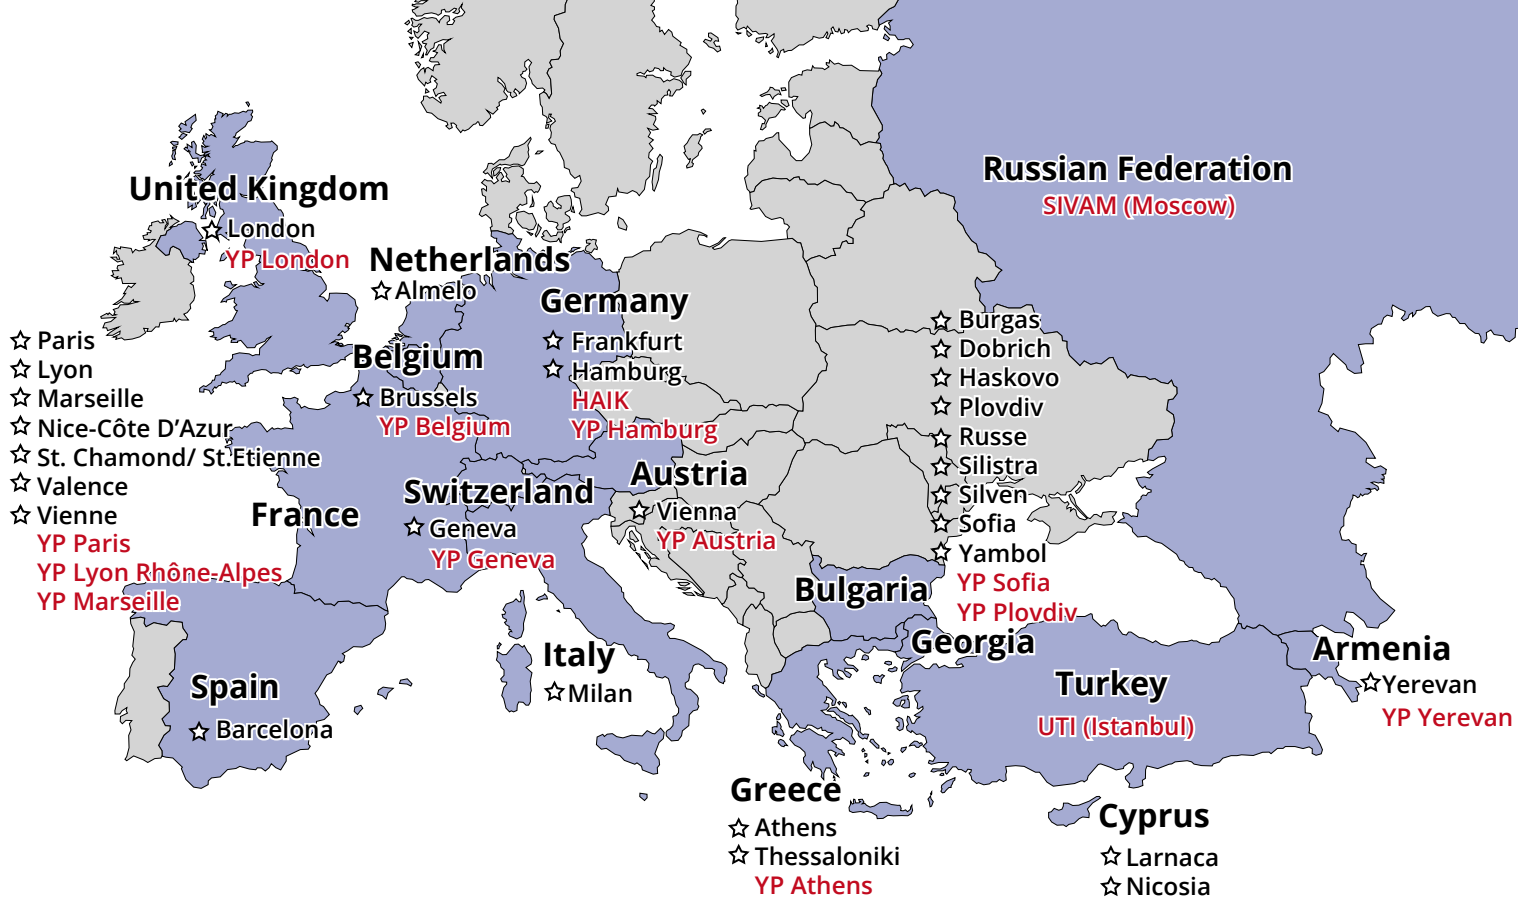 Russian Federation
SIVAM (Moscow)
United Kingdom
London
YP London
Netherlands
Almelo
Germany
Frankfurt
Hamburg
HAIK
YP Hamburg
Belgium
Brussels
YP Belgium
Paris
Lyon
Marseille
Nice-Côte D’Azur
St. Chamond/ St.Etienne
Valence
Vienne
YP Paris
YP Lyon Rhône-Alpes
YP Marseille
France
Switzerland
Geneva
YP Geneva
Austria
Vienna
YP Austria
Burgas
Dobrich
Haskovo
Plovdiv
Russe
Silistra
Silven
Sofia
Yambol
YP Sofia
YP Plovdiv
Bulgaria
Georgia
Armenia
Yerevan
YP Yerevan
Turkey
UTI (Istanbul)
Italy
Milan
Spain
Barcelona
Greece
Athens
Thessaloniki
YP Athens
Cyprus
Larnaca
Nicosia